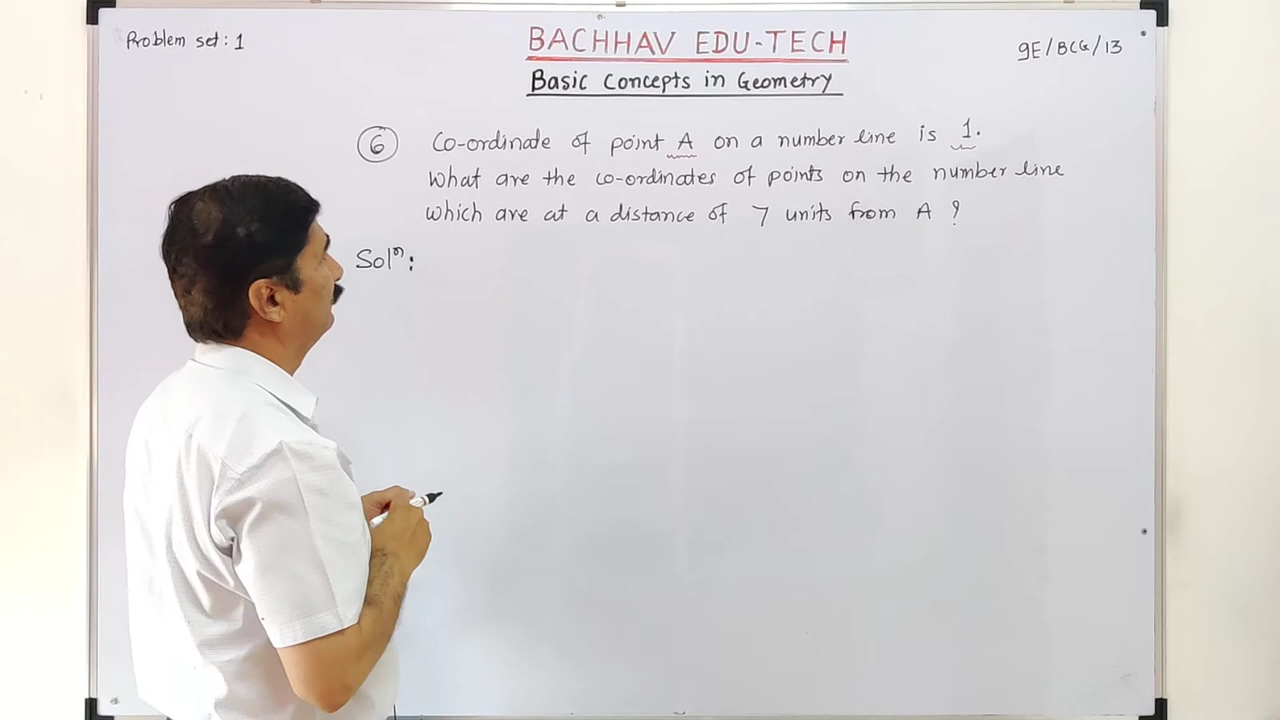 Problem set: 1
BACHHAV EDU-TECH
9E/BCG/13
Basic Concepts in Geometry
6 Co-ordinate of point A on a number line is 1.
What are the co-ordinates of points on the number line
which are at a distance of 7 units from A ?
Solⁿ: